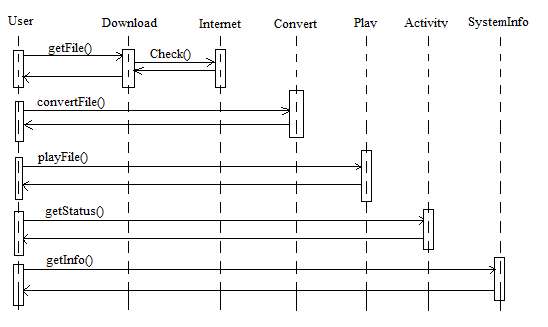 User Download Internet Convert Play Activity SystemInfo
getFile()
Check()
convertFile()
playFile()
getStatus()
getInfo()